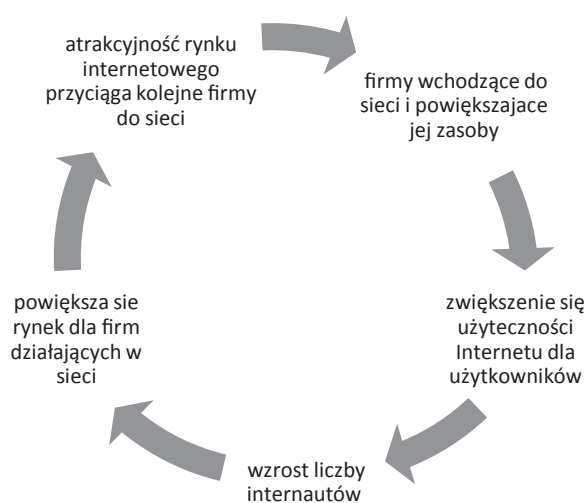 atrakcyjność rynku
internetowego
przyciąga kolejne firmy
do sieci
firmy wchodzące do
sieci i powiększajace
jej zasoby
zwiększenie się
użyteczności
Internetu dla
użytkowników
wzrost liczby
internautów
powiększa sie
rynek dla firm
działających w
sieci